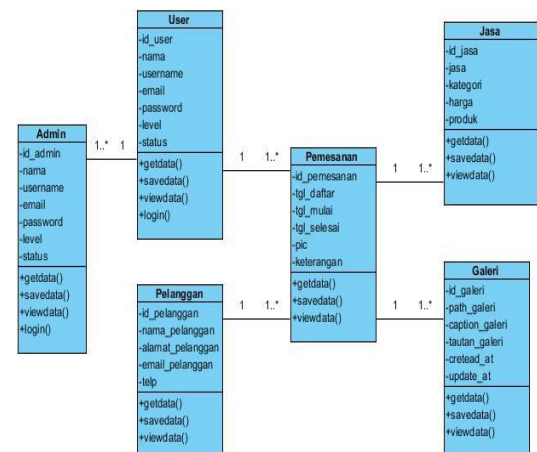 User
-id_user
-nama
-username
-email
-password
-level
-status
+getdata()
+savedata()
+viewdata()
+login()
Jasa
-id_jasa
-jasa
-kategori
-harga
-produk
+getdata()
+savedata()
+viewdata()
Admin
-id_admin
-nama
-username
-email
-password
-level
-status
+getdata()
+savedata()
+viewdata()
+login()
1..* 1
1 1..*
Pemesanan
-id_pemesanan
-tgl_daftar
-tgl_mulai
-tgl_selesai
-pic
-keterangan
+getdata()
+savedata()
+viewdata()
1 1..*
Pelanggan
-id_pelanggan
-nama_pelanggan
-alamat_pelanggan
-email_pelanggan
-telp
+getdata()
+savedata()
+viewdata()
1 1..*
1 1..*
Galeri
-id_galeri
-path_galeri
-caption_galeri
-tautan_galeri
-cretead_at
-update_at
+getdata()
+savedata()
+viewdata()